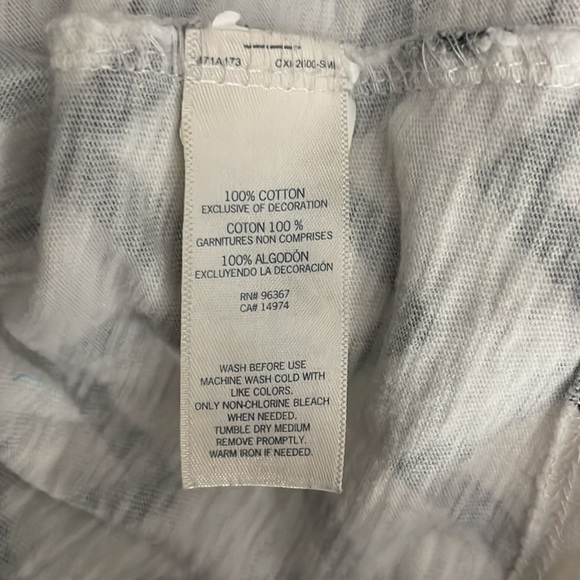 471A173
100% COTTON
EXCLUSIVE OF DECORATION
COTON 100 %
GARNITURES NON COMPRISES
100% ALGODÓN
EXCLUYENDO LA DECORACIÓN
RN# 96367
CA# 14974
WASH BEFORE USE
MACHINE WASH COLD WITH
LIKE COLORS.
ONLY NON-CHLORINE BLEACH
WHEN NEEDED.
TUMBLE DRY MEDIUM
REMOVE PROMPTLY.
WARM IRON IF NEEDED.